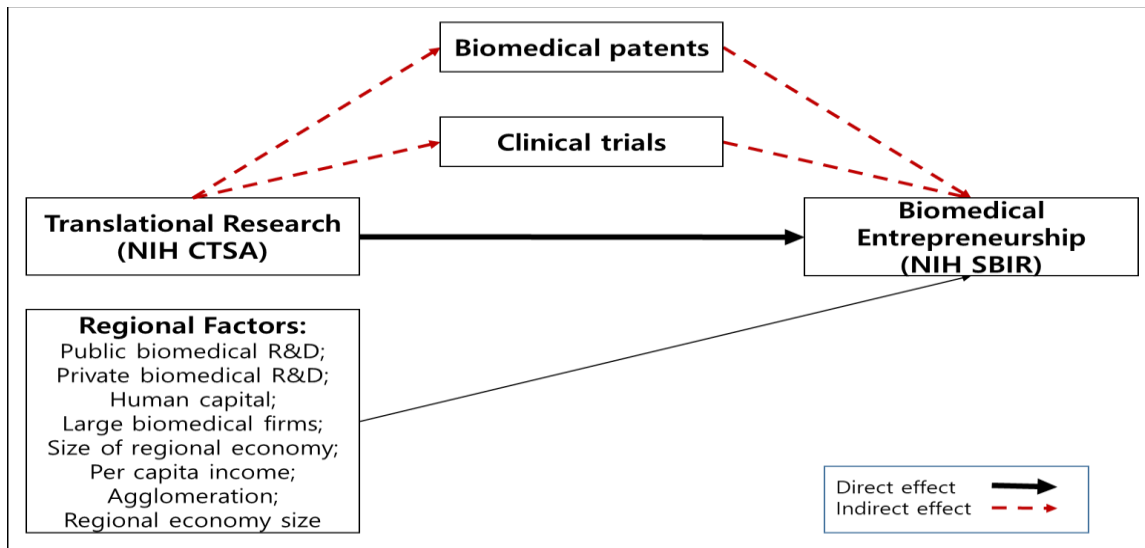 Biomedical patents
Clinical trials
Translational Research
(NIH CTSA)
Biomedical
Entrepreneurship
(NIH SBIR)
Regional Factors:
Public biomedical R&D;
Private biomedical R&D;
Human capital;
Large biomedical firms;
Size of regional economy;
Per capita income;
Agglomeration;
Regional economy size
Direct effect
Indirect effect